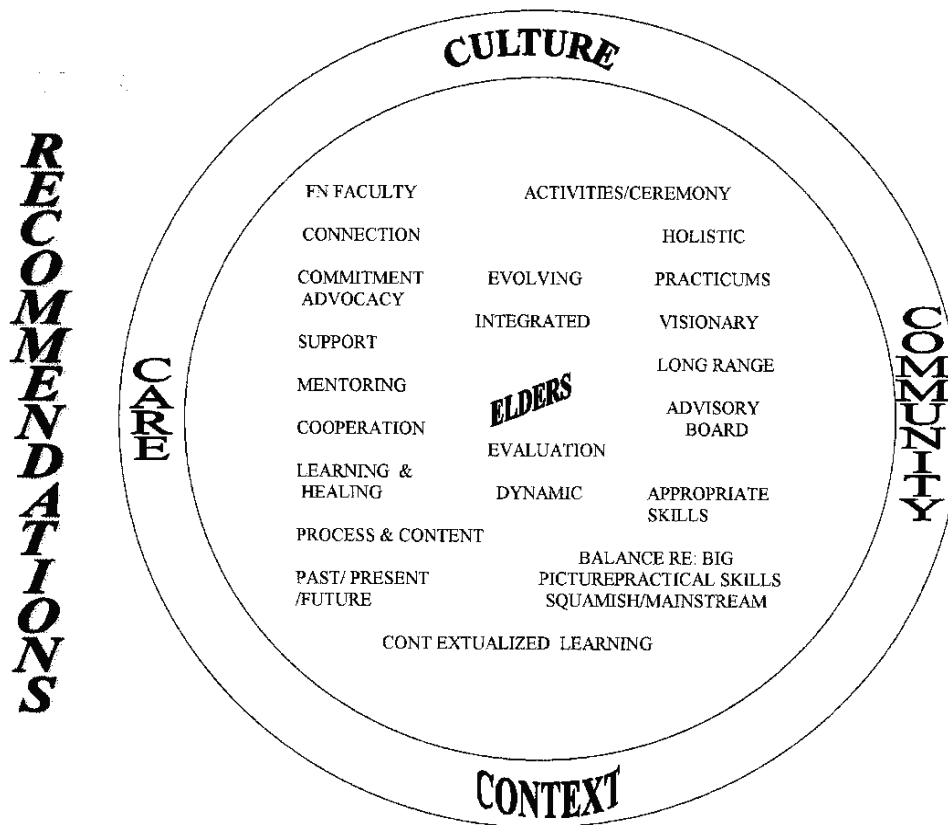 RECOMMENDATIONS
CULTURE
CARE
COMMUNITY
FN FACULTY
ACTIVITIES/CEREMONY
CONNECTION
HOLISTIC
COMMITMENT
ADVOCACY
EVOLVING
PRACTICUMS
INTEGRATED
VISIONARY
SUPPORT
LONG RANGE
MENTORING
ELDERS
ADVISORY
BOARD
COOPERATION
EVALUATION
LEARNING &
HEALING
DYNAMIC
APPROPRIATE
SKILLS
PROCESS & CONTENT
BALANCE RE: BIG
PICTUREPRACTICAL SKILLS
SQUAMISH/MAINSTREAM
PAST/ PRESENT
/FUTURE
CONT EXTUALIZED LEARNING
CONTEXT